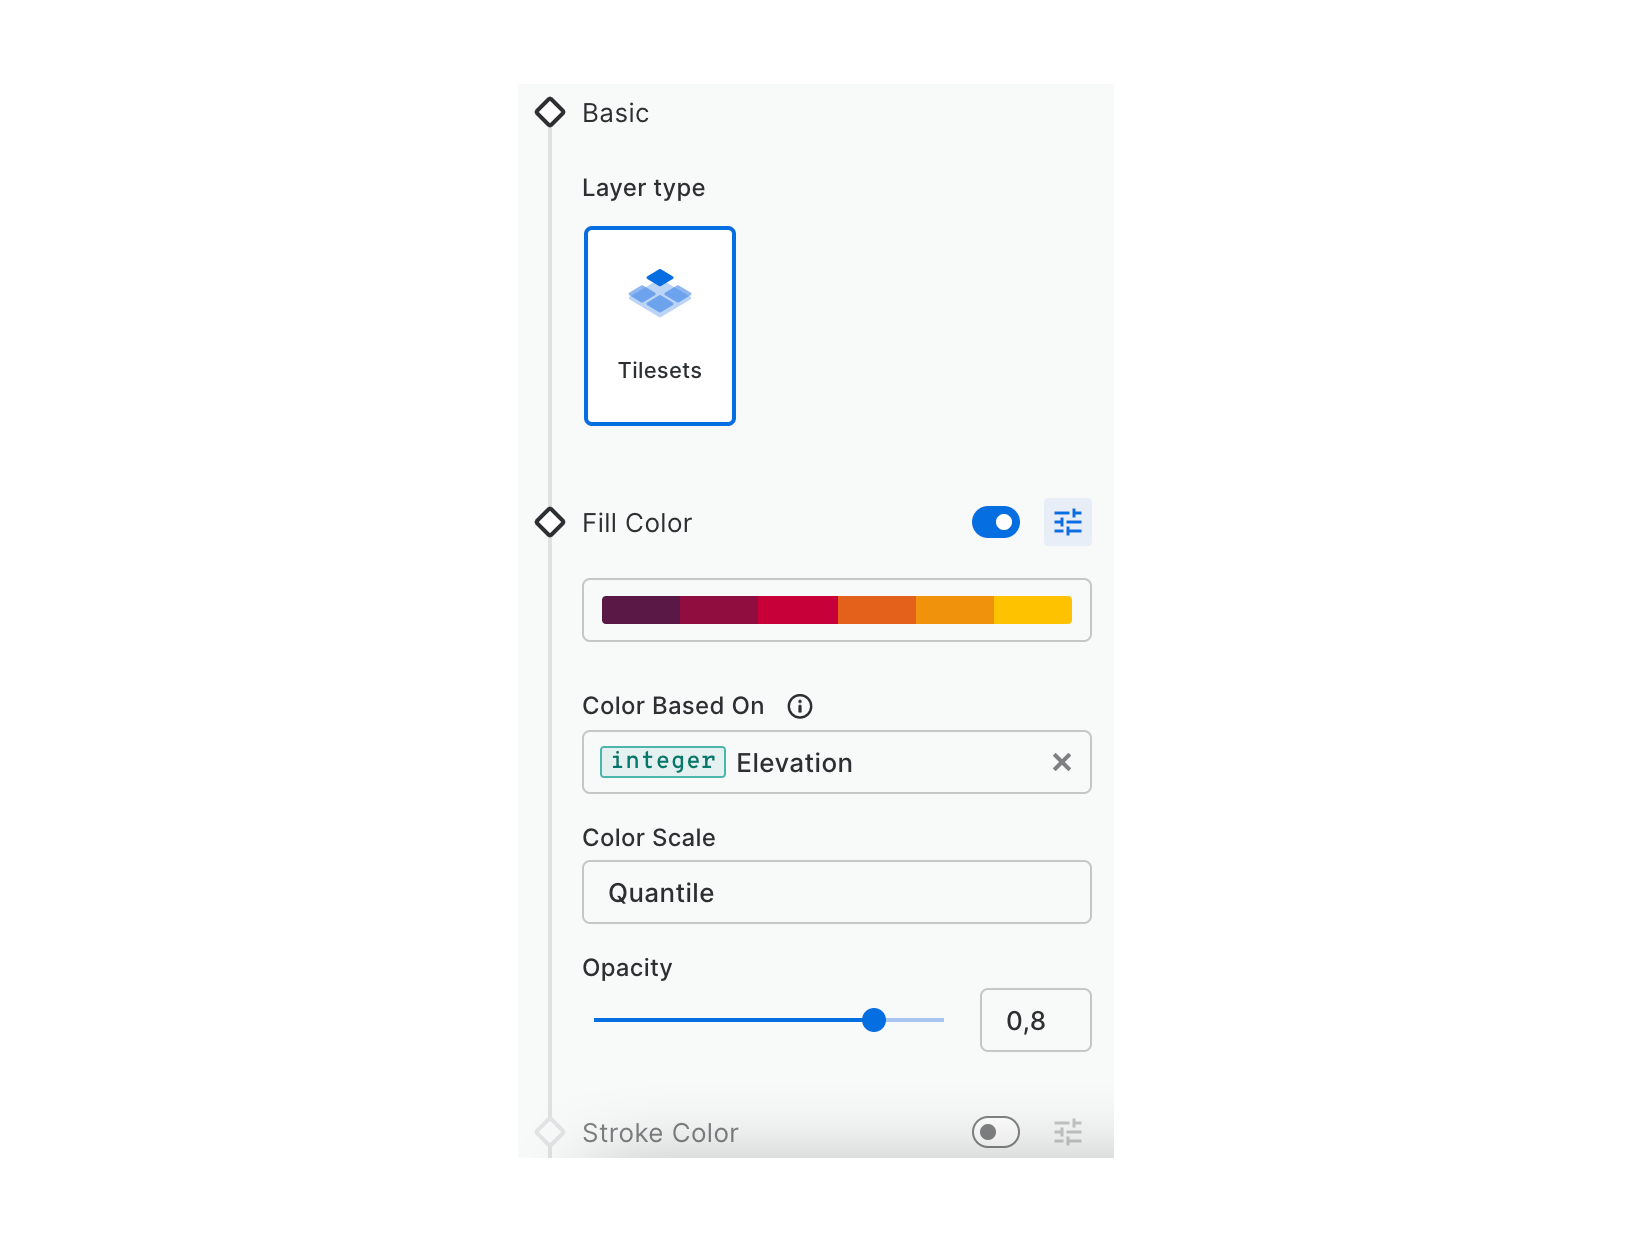 Basic
Layer type
Tilesets
Fill Color
Color Based On
integer Elevation
Color Scale
Quantile
Opacity
0,8
Stroke Color